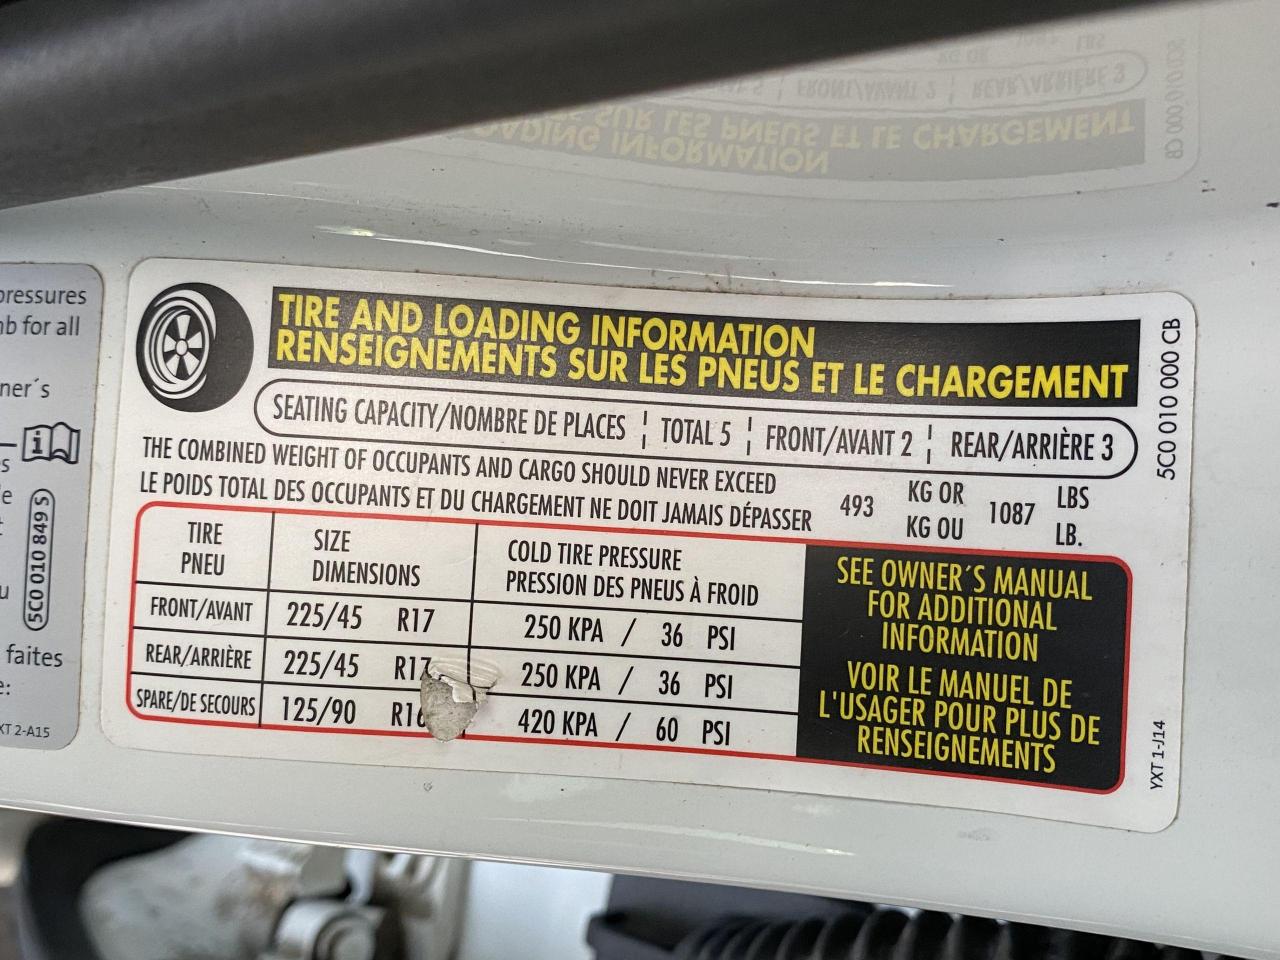 TIRE AND LOADING INFORMATION
RENSEIGNEMENTS SUR LES PNEUS ET LE CHARGEMENT
SEATING CAPACITY/NOMBRE DE PLACES ¦ TOTAL 5 ¦ FRONT/AVANT 2 ¦ REAR/ARRIÈRE 3
THE COMBINED WEIGHT OF OCCUPANTS AND CARGO SHOULD NEVER EXCEED
LE POIDS TOTAL DES OCCUPANTS ET DU CHARGEMENT NE DOIT JAMAIS DÉPASSER
493 KG OR 1087 LBS
KG OU LB.
TIRE SIZE COLD TIRE PRESSURE
PNEU DIMENSIONS PRESSION DES PNEUS À FROID
FRONT/AVANT 225/45 R17 250 KPA / 36 PSI
REAR/ARRIÈRE 225/45 R17 250 KPA / 36 PSI
SPARE/DE SECOURS 125/90 R16 420 KPA / 60 PSI
SEE OWNER´S MANUAL
FOR ADDITIONAL
INFORMATION
VOIR LE MANUEL DE
L'USAGER POUR PLUS DE
RENSEIGNEMENTS
5C0 010 000 CB
YXT 1-J14
pressures
for all
ner´s
5C0 010 849 S
faites
XT 2-A15